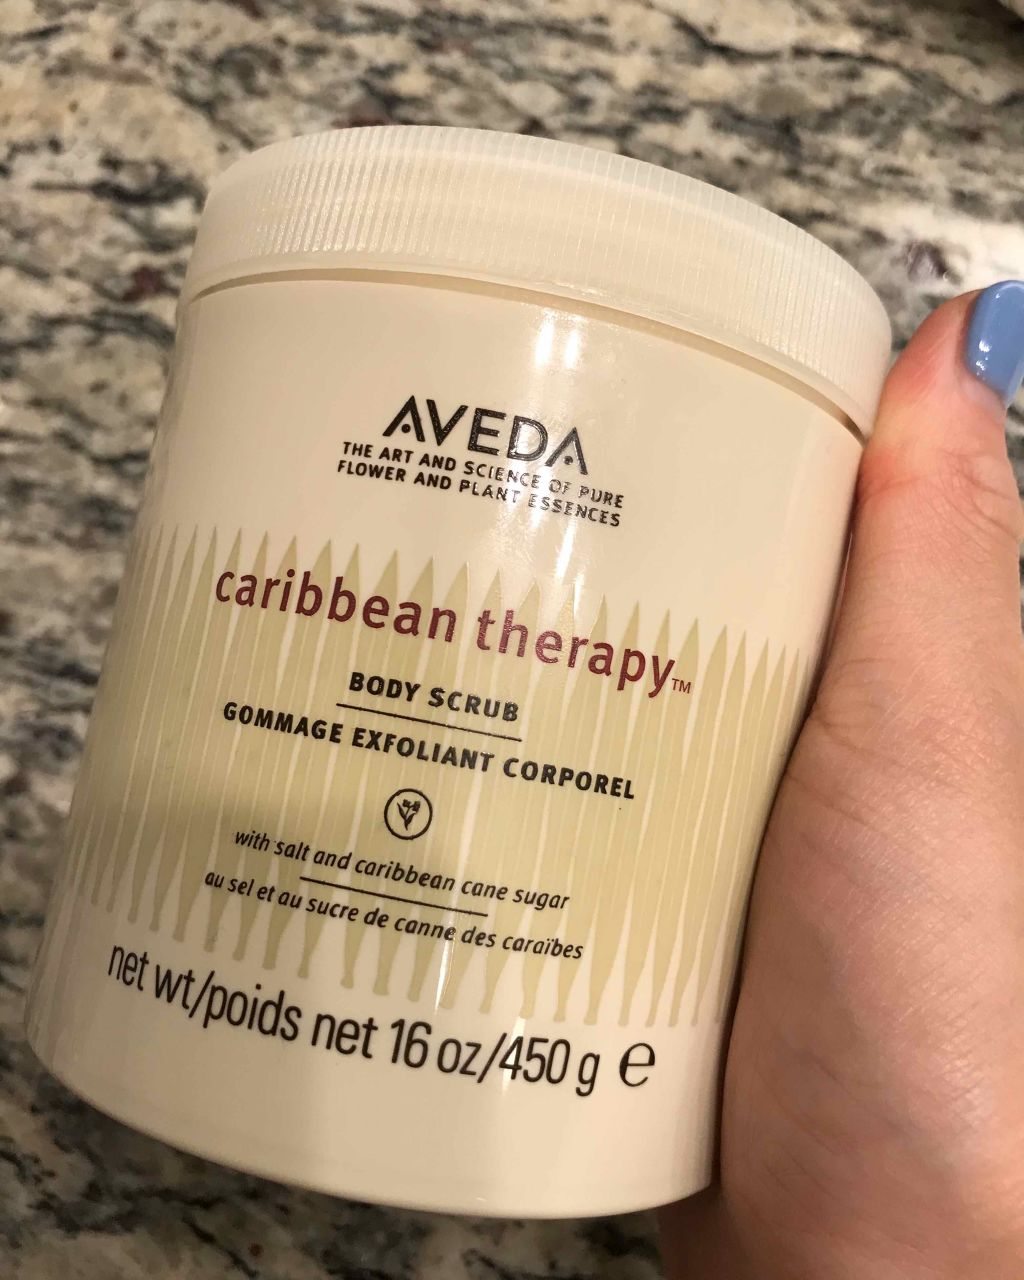 AVEDA
THE ART AND SCIENCE OF PURE
FLOWER AND PLANT ESSENCES
caribbean therapy™
BODY SCRUB
GOMMAGE EXFOLIANT CORPOREL
with salt and caribbean cane sugar
au sel et au sucre de canne des caraïbes
net wt/poids net 16 oz/450 g ℮